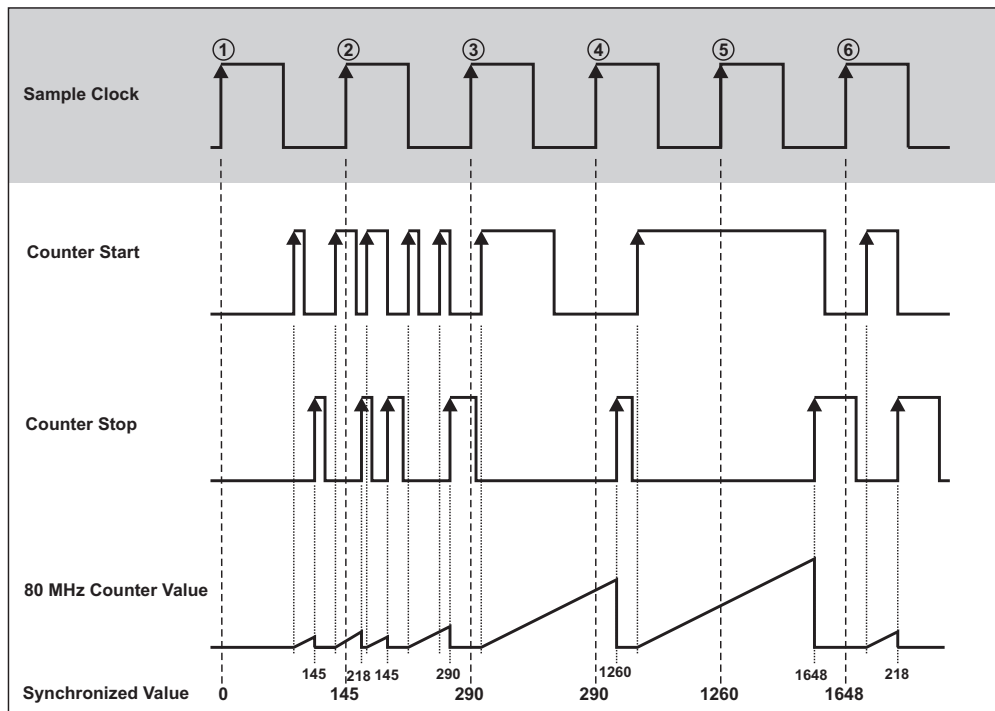 ① ② ③ ④ ⑤ ⑥
Sample Clock
Counter Start
Counter Stop
80 MHz Counter Value
145 218 145 290 1260 1648 218
Synchronized Value 0 145 290 290 1260 1648